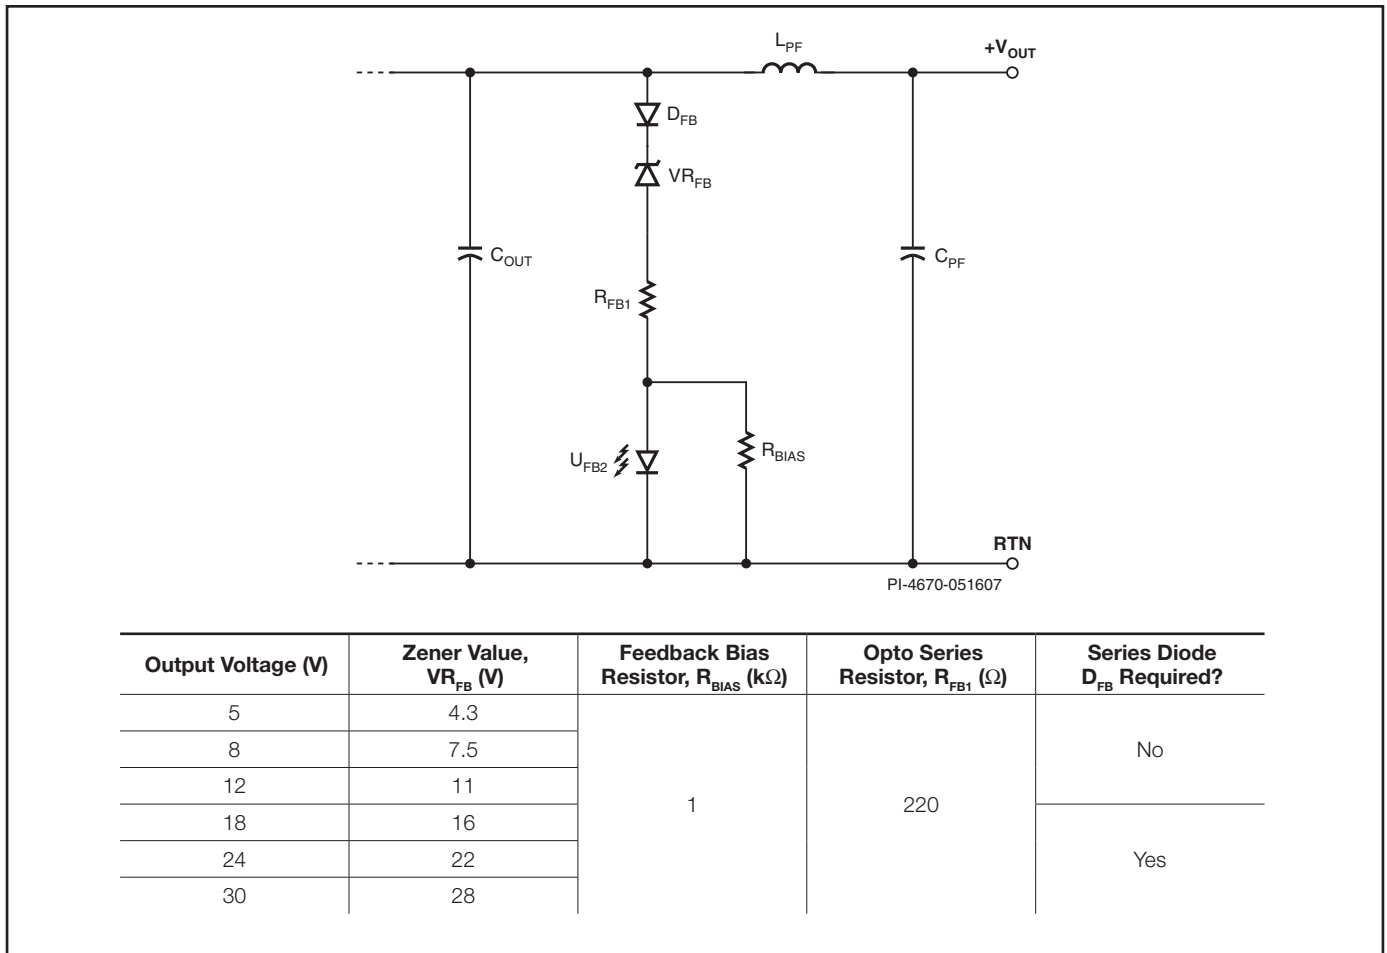 L_PF
+V_OUT
D_FB
VR_FB
C_OUT
C_PF
R_FB1
U_FB2
R_BIAS
RTN
PI-4670-051607
Output Voltage (V) Zener Value, VR_FB (V) Feedback Bias Resistor, R_BIAS (kΩ) Opto Series Resistor, R_FB1 (Ω) Series Diode D_FB Required?
5 4.3
8 7.5 No
12 11
1 220
18 16
24 22 Yes
30 28